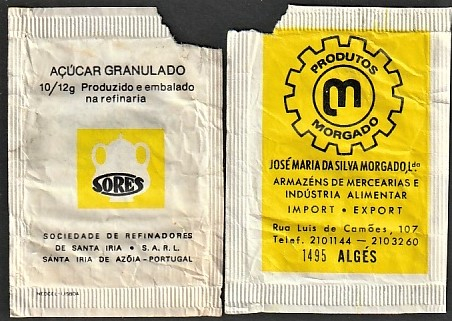 AÇÚCAR GRANULADO
10/12g Produzido e embalado
na refinaria
SORES
SOCIEDADE DE REFINADORES
DE SANTA IRIA • S. A. R. L.
SANTA IRIA DE AZÓIA - PORTUGAL
PRODUTOS
m
MORGADO
JOSÉ MARIA DA SILVA MORGADO, Lda
ARMAZÉNS DE MERCEARIAS E
INDÚSTRIA ALIMENTAR
IMPORT • EXPORT
Rua Luis de Camões, 107
Telef. 2101144 — 2103260
1495 ALGÉS